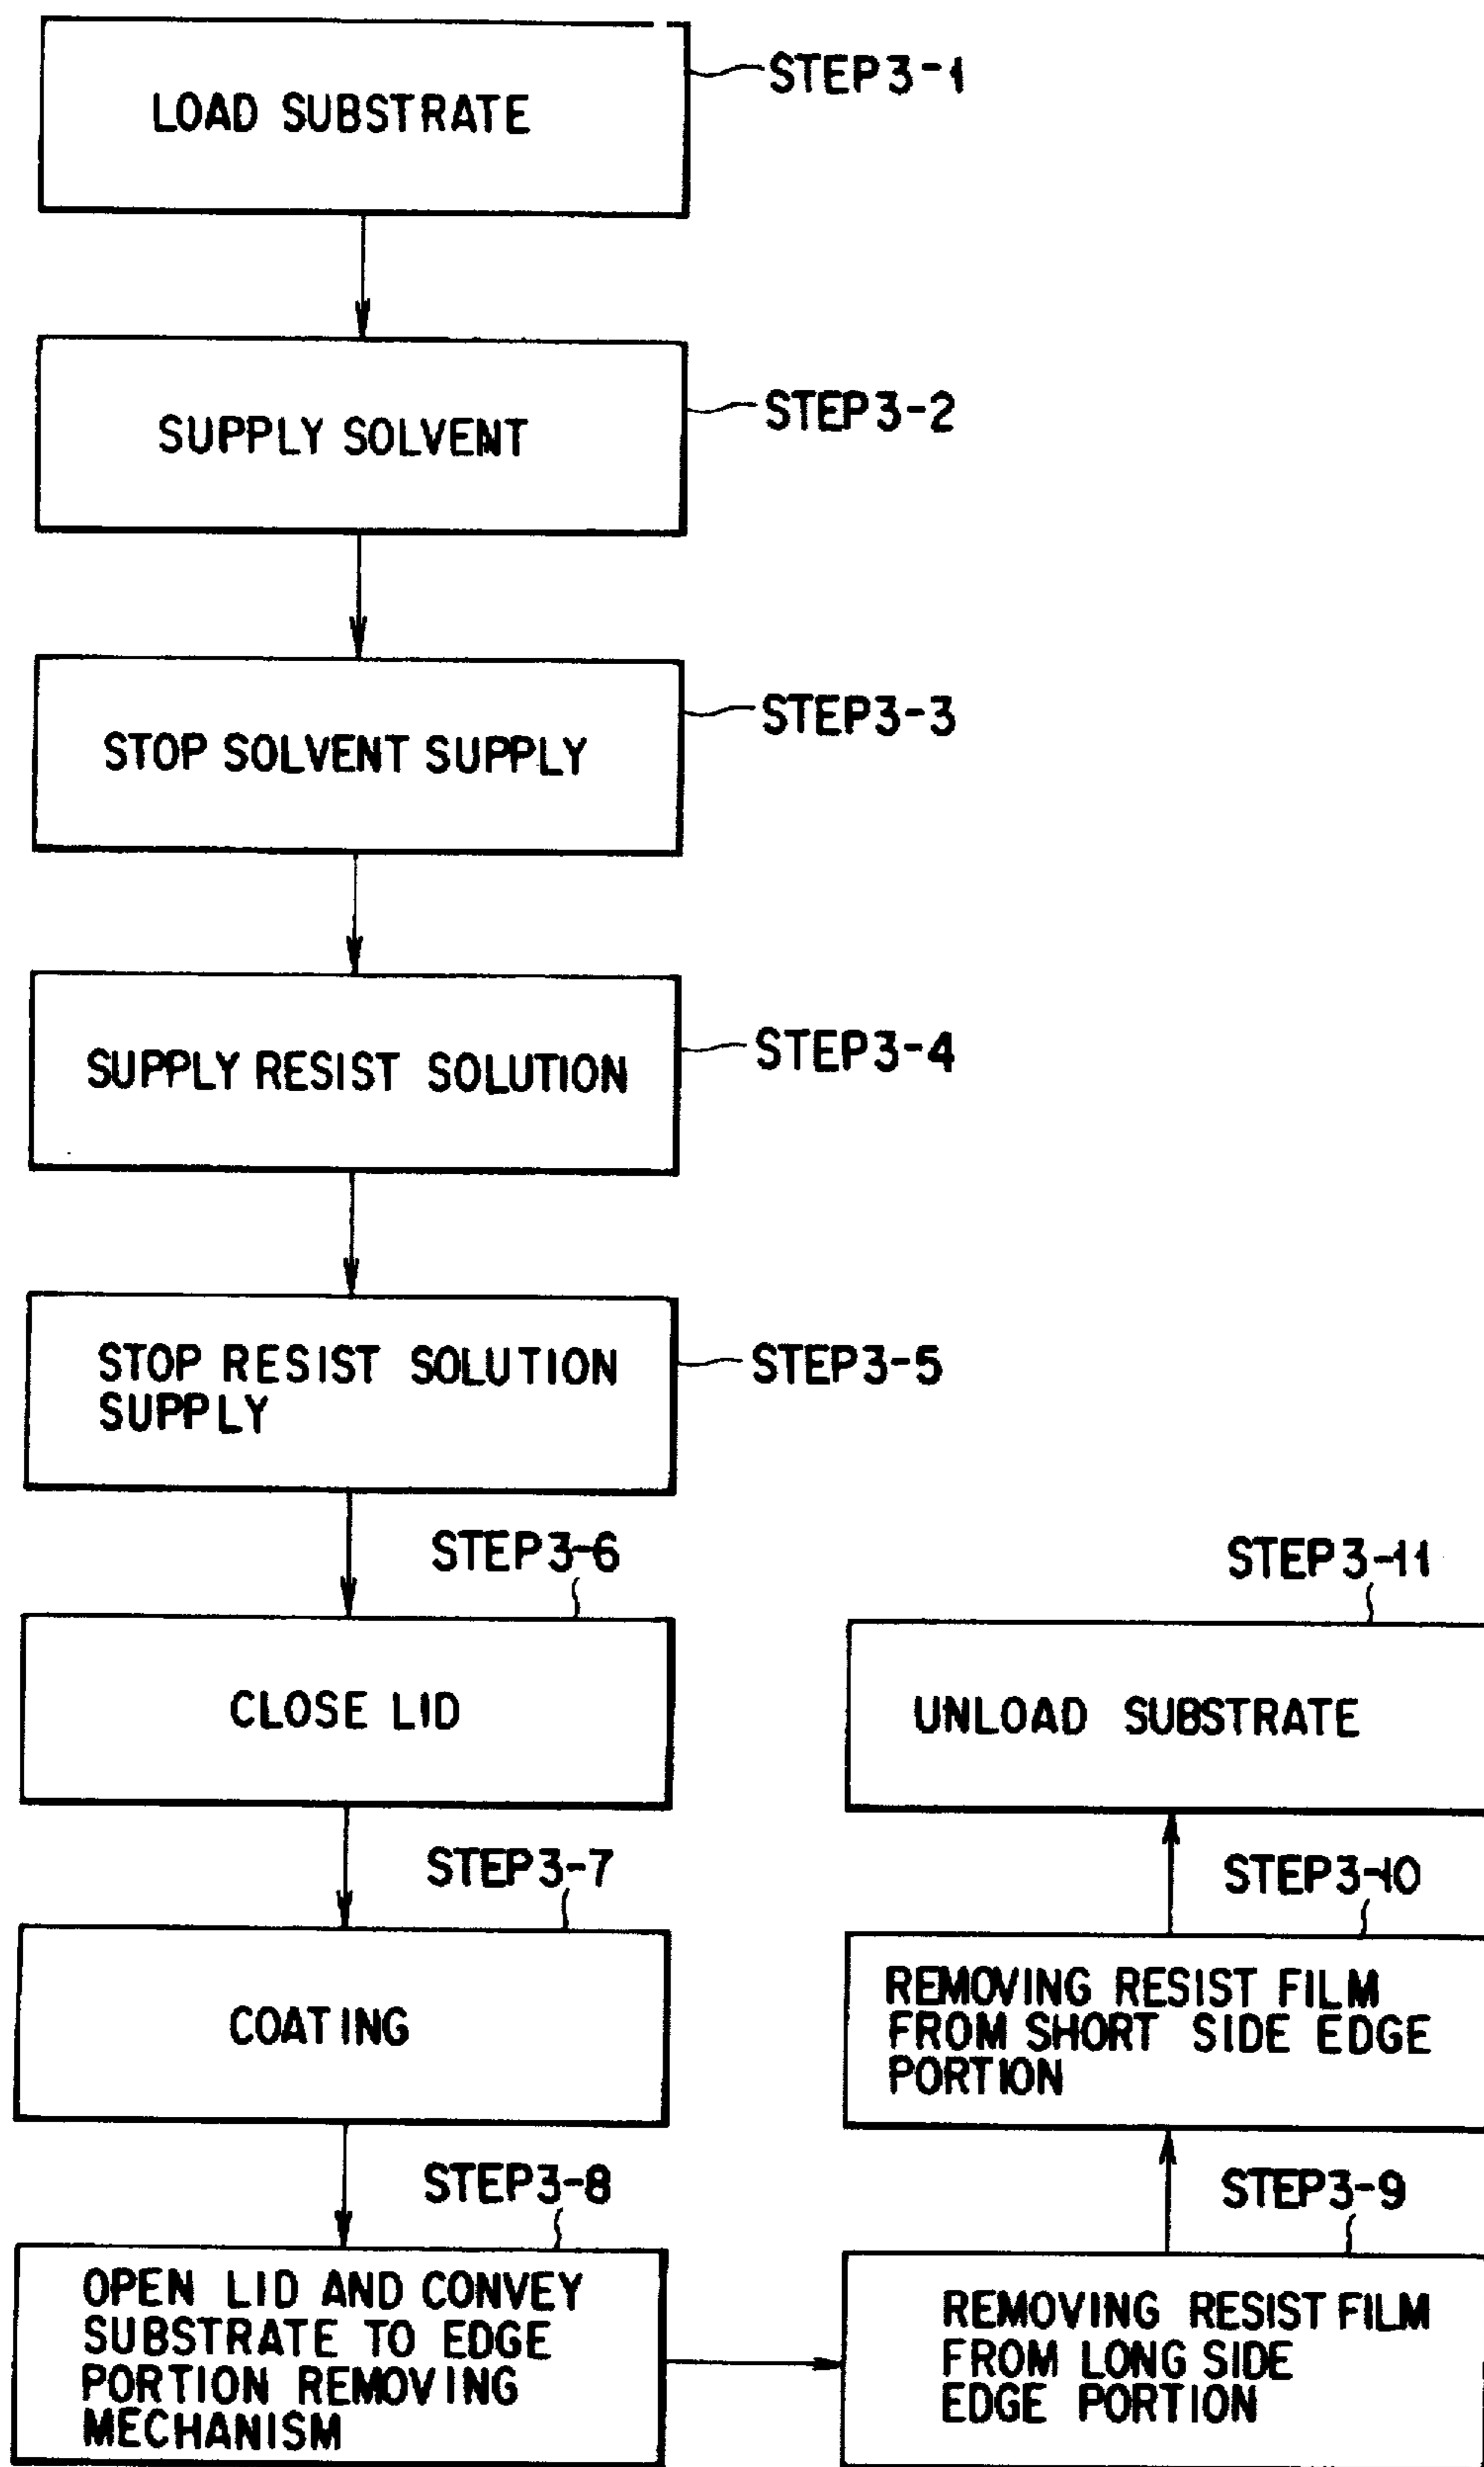 LOAD SUBSTRATE
STEP3-1
SUPPLY SOLVENT
STEP3-2
STOP SOLVENT SUPPLY
STEP3-3
SUPPLY RESIST SOLUTION
STEP3-4
STOP RESIST SOLUTION
SUPPLY
STEP3-5
STEP3-6
CLOSE LID
STEP3-7
COATING
STEP3-8
OPEN LID AND CONVEY
SUBSTRATE TO EDGE
PORTION REMOVING
MECHANISM
STEP3-9
REMOVING RESIST FILM
FROM LONG SIDE
EDGE PORTION
STEP3-10
REMOVING RESIST FILM
FROM SHORT SIDE EDGE
PORTION
STEP3-11
UNLOAD SUBSTRATE